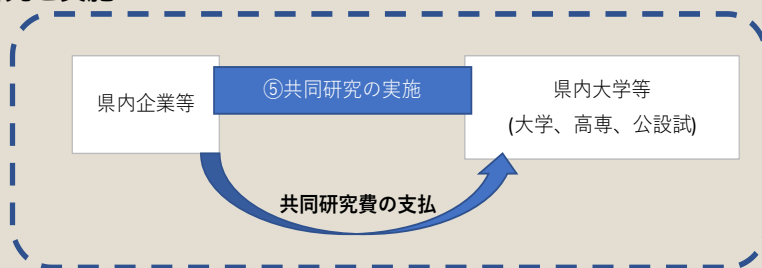 県内企業等
⑤共同研究の実施
県内大学等
(大学、高専、公設試)
共同研究費の支払